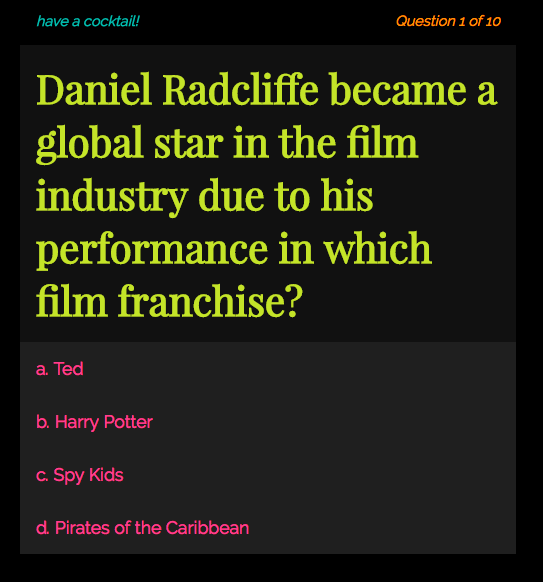 have a cocktail!
Question 1 of 10
Daniel Radcliffe became a
global star in the film
industry due to his
performance in which
film franchise?
a. Ted
b. Harry Potter
c. Spy Kids
d. Pirates of the Caribbean